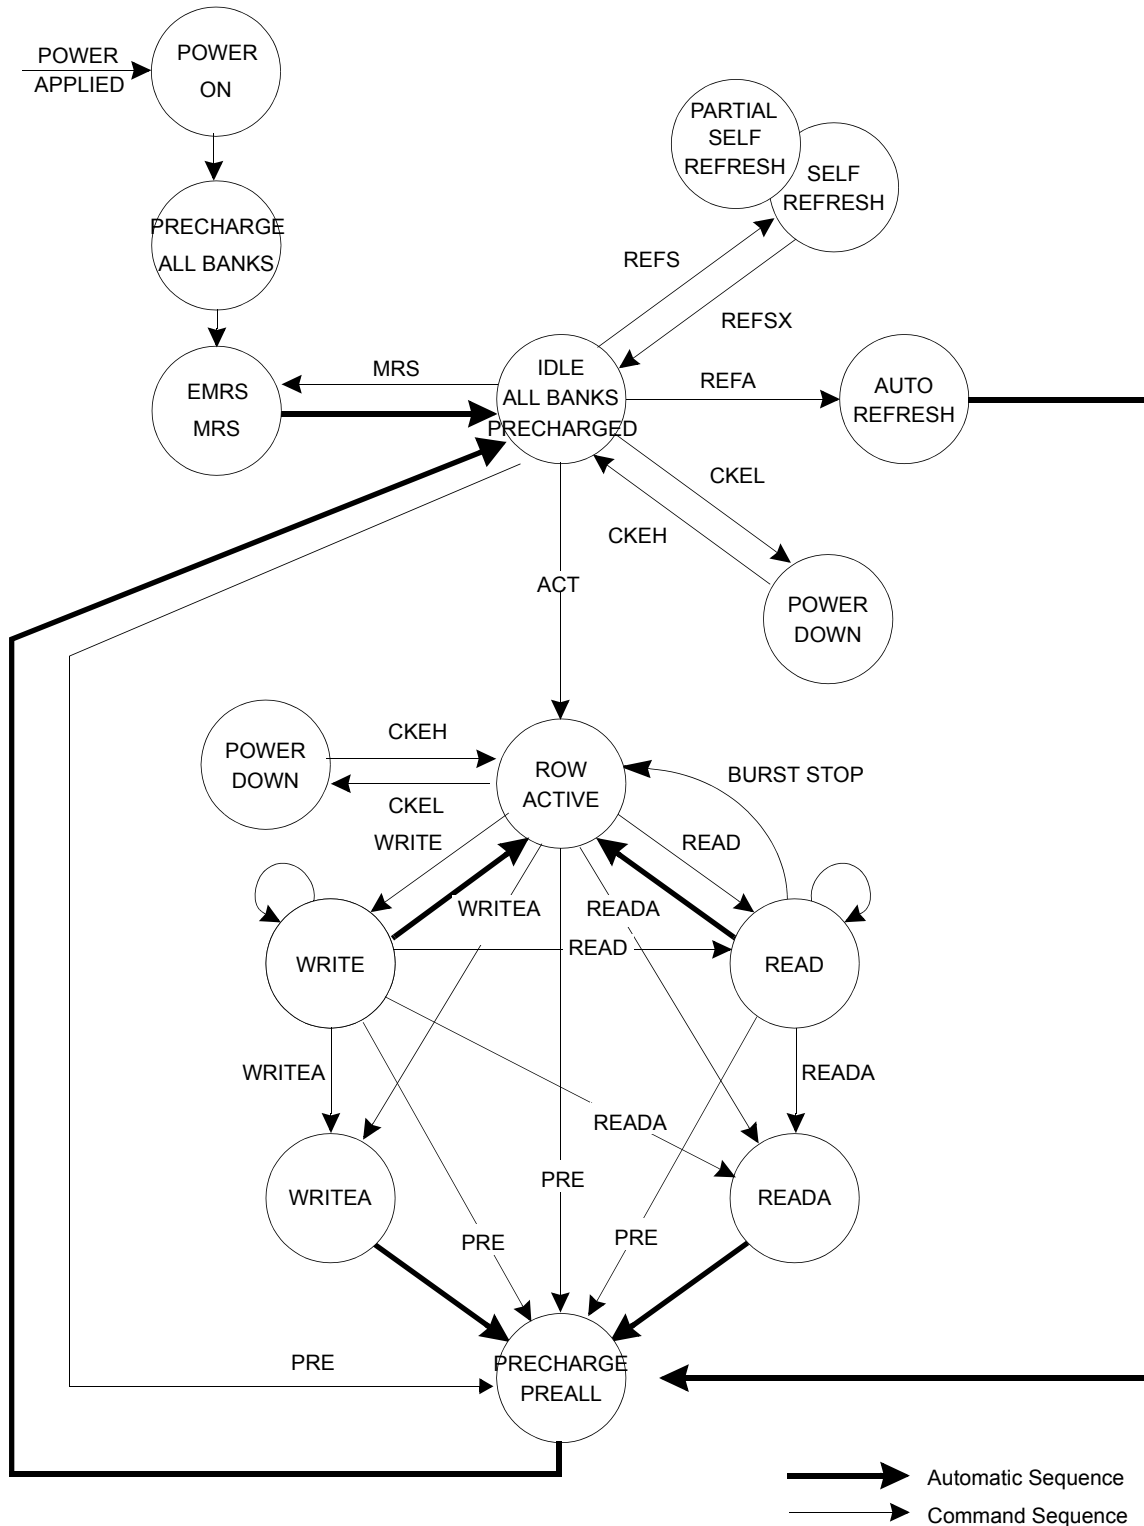 POWER
APPLIED
POWER
ON
PARTIAL
SELF
REFRESH
SELF
REFRESH
PRECHARGE
ALL BANKS
REFS
REFSX
EMRS
MRS
MRS
IDLE
ALL BANKS
PRECHARGED
REFA
AUTO
REFRESH
CKEL
CKEH
ACT
POWER
DOWN
POWER
DOWN
CKEH
CKEL
ROW
ACTIVE
BURST STOP
WRITE
READ
WRITEA
READA
WRITE
READ
READ
WRITEA
READA
READA
WRITEA
PRE
READA
PRE
PRE
PRE
PRECHARGE
PREALL
Automatic Sequence
Command Sequence